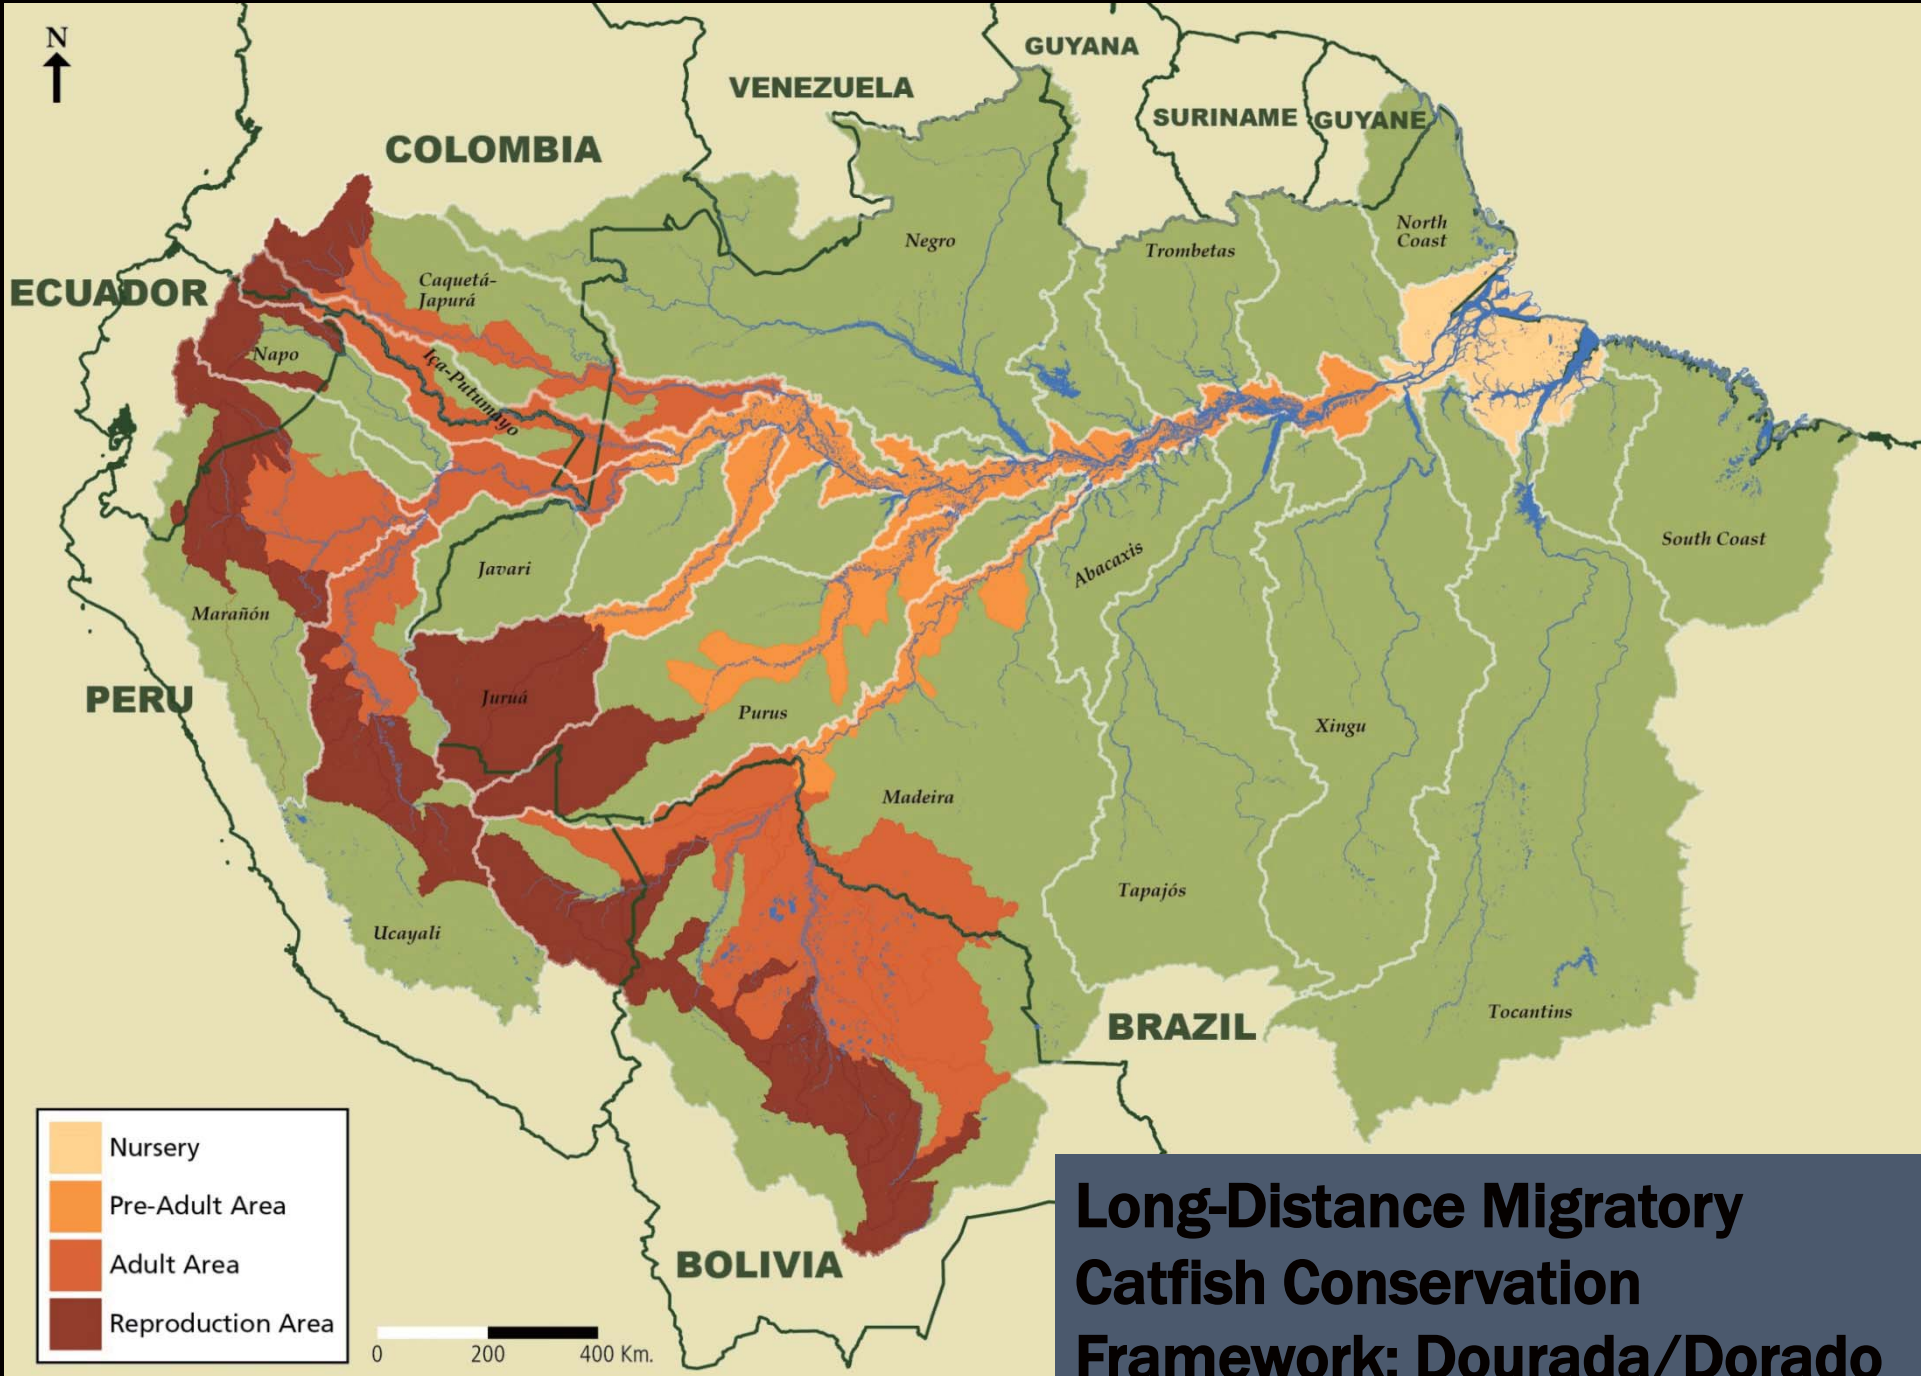 N
GUYANA
VENEZUELA
SURINAME
GUYANE
COLOMBIA
North
Coast
Negro
Trombetas
ECUADOR
Caquetá-
Japurá
Napo
Iça-Putumayo
South Coast
Javari
Abacaxis
Marañón
PERU
Juruá
Purus
Xingu
Madeira
Tapajós
Ucayali
Tocantins
BRAZIL
BOLIVIA
Nursery
Pre-Adult Area
Adult Area
Reproduction Area
0 200 400 Km.
Long-Distance Migratory
Catfish Conservation
Framework: Dourada/Dorado